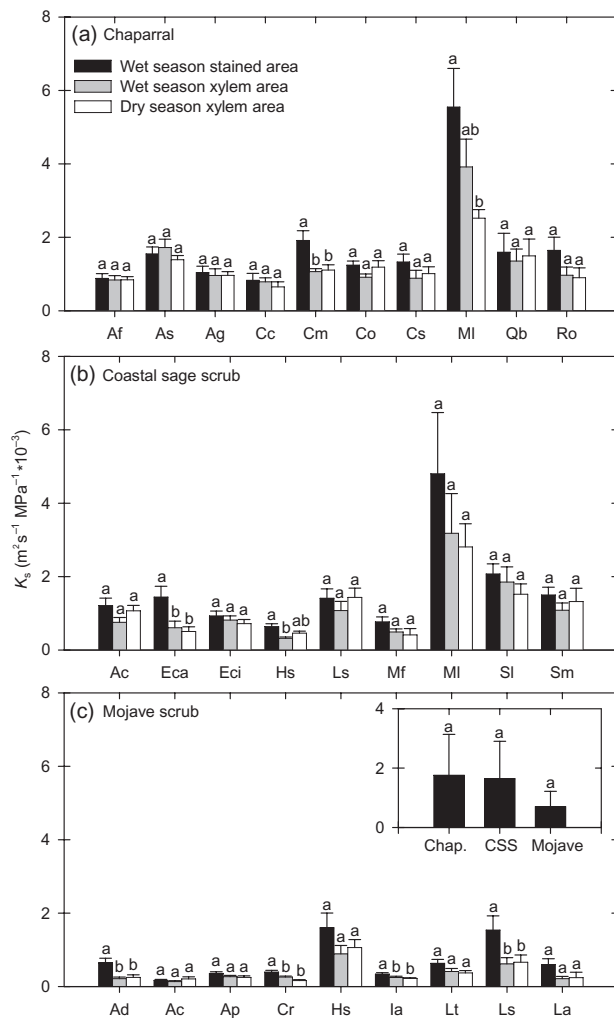 8
(a) Chaparral
Wet season stained area
Wet season xylem area
Dry season xylem area
a
ab
b
6
4
2
0
a a a
a a a
a a a
a a a
a b b
a a a
a a a
a a a
a a a
Af As Ag Cc Cm Co Cs Ml Qb Ro
8
(b) Coastal sage scrub
6
4
2
0
Ks (m² s⁻¹ MPa⁻¹*10⁻³)
a a a
a b b
a a a
a b ab
a a a
a a a
a a a
a a a
a a a
Ac Eca Eci Hs Ls Mf Ml Sl Sm
8
(c) Mojave scrub
6
4
2
0
4
2
0
a a a
Chap. CSS Mojave
a b b
a a a
a a a
a b b
a a a
a b b
a a a
a b b
a a a
Ad Ac Ap Cr Hs Ia Lt Ls La